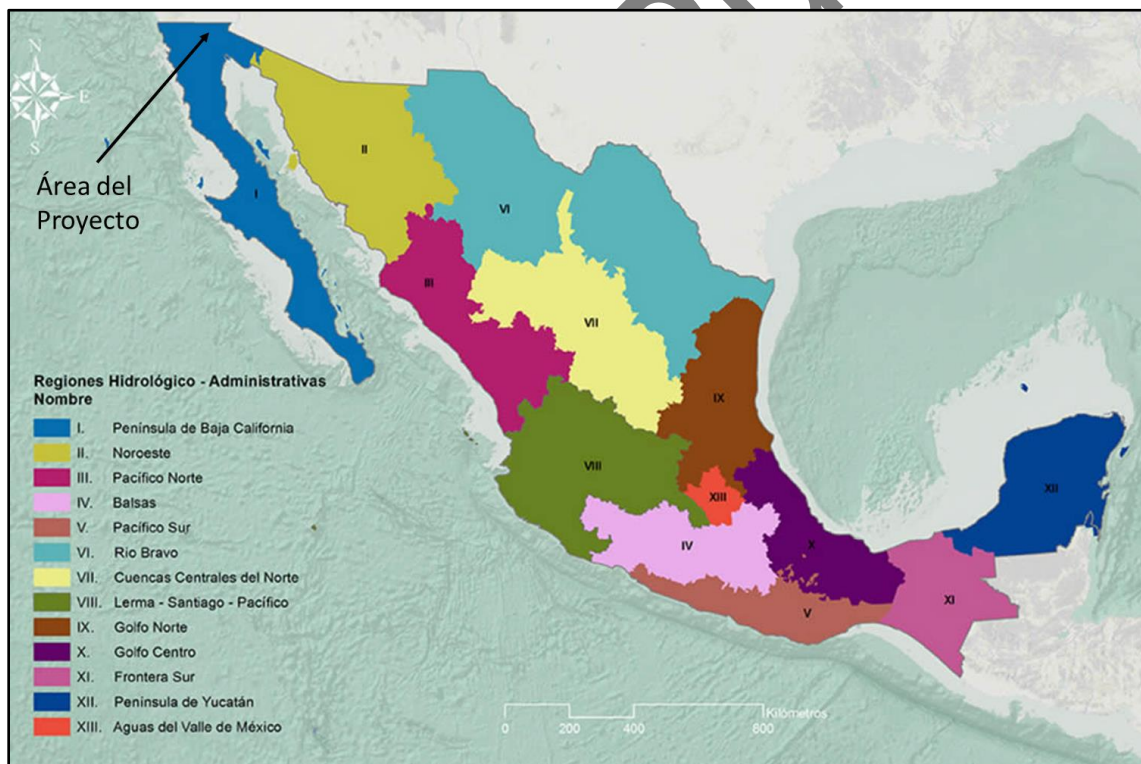 N
E
S
Área del
Proyecto
I
II
III
VI
VII
IX
VIII
XIII
IV
X
V
XI
XII
Regiones Hidrológico - Administrativas
Nombre
I. Península de Baja California
II. Noroeste
III. Pacífico Norte
IV. Balsas
V. Pacífico Sur
VI. Rio Bravo
VII. Cuencas Centrales del Norte
VIII. Lerma - Santiago - Pacífico
IX. Golfo Norte
X. Golfo Centro
XI. Frontera Sur
XII. Península de Yucatán
XIII. Aguas del Valle de México
Kilómetros
0 200 400 800